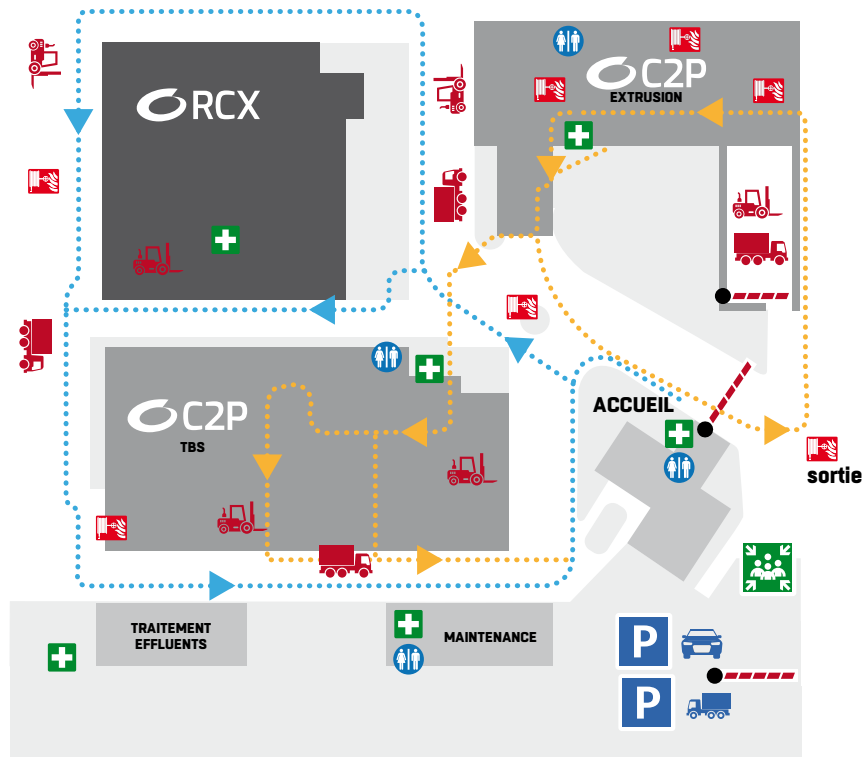 RCX
C2P
EXTRUSION
C2P
TBS
ACCUEIL
sortie
TRAITEMENT
EFFLUENTS
MAINTENANCE
P
P